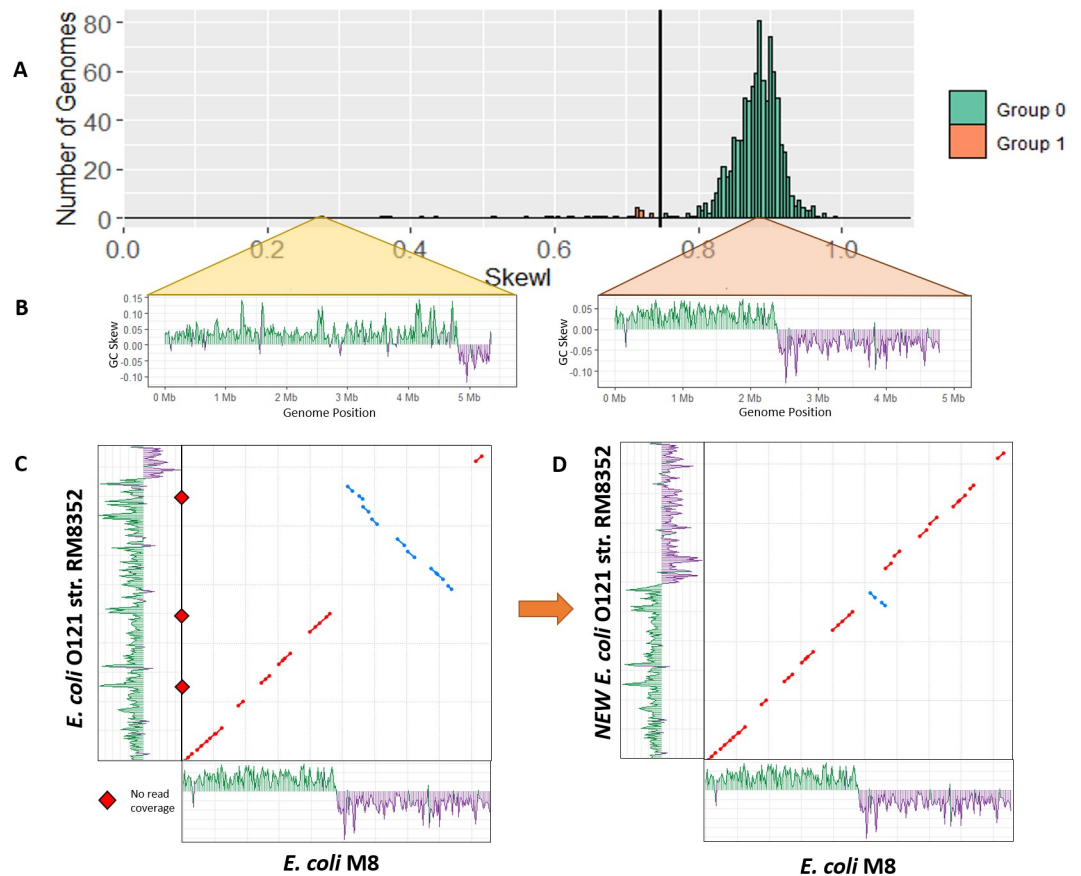 A
Number of Genomes
80
60
40
20
0
0.0 0.2 0.4 0.6 0.8 1.0
Skewl
Group 0
Group 1
B
GC Skew
0.15
0.10
0.05
0.00
-0.05
-0.10
0 Mb 1 Mb 2 Mb 3 Mb 4 Mb 5 Mb
Genome Position
GC Skew
0.05
0.00
-0.05
-0.10
0 Mb 1 Mb 2 Mb 3 Mb 4 Mb 5 Mb
Genome Position
C
E. coli O121 str. RM8352
No read
coverage
E. coli M8
D
NEW E. coli O121 str. RM8352
E. coli M8